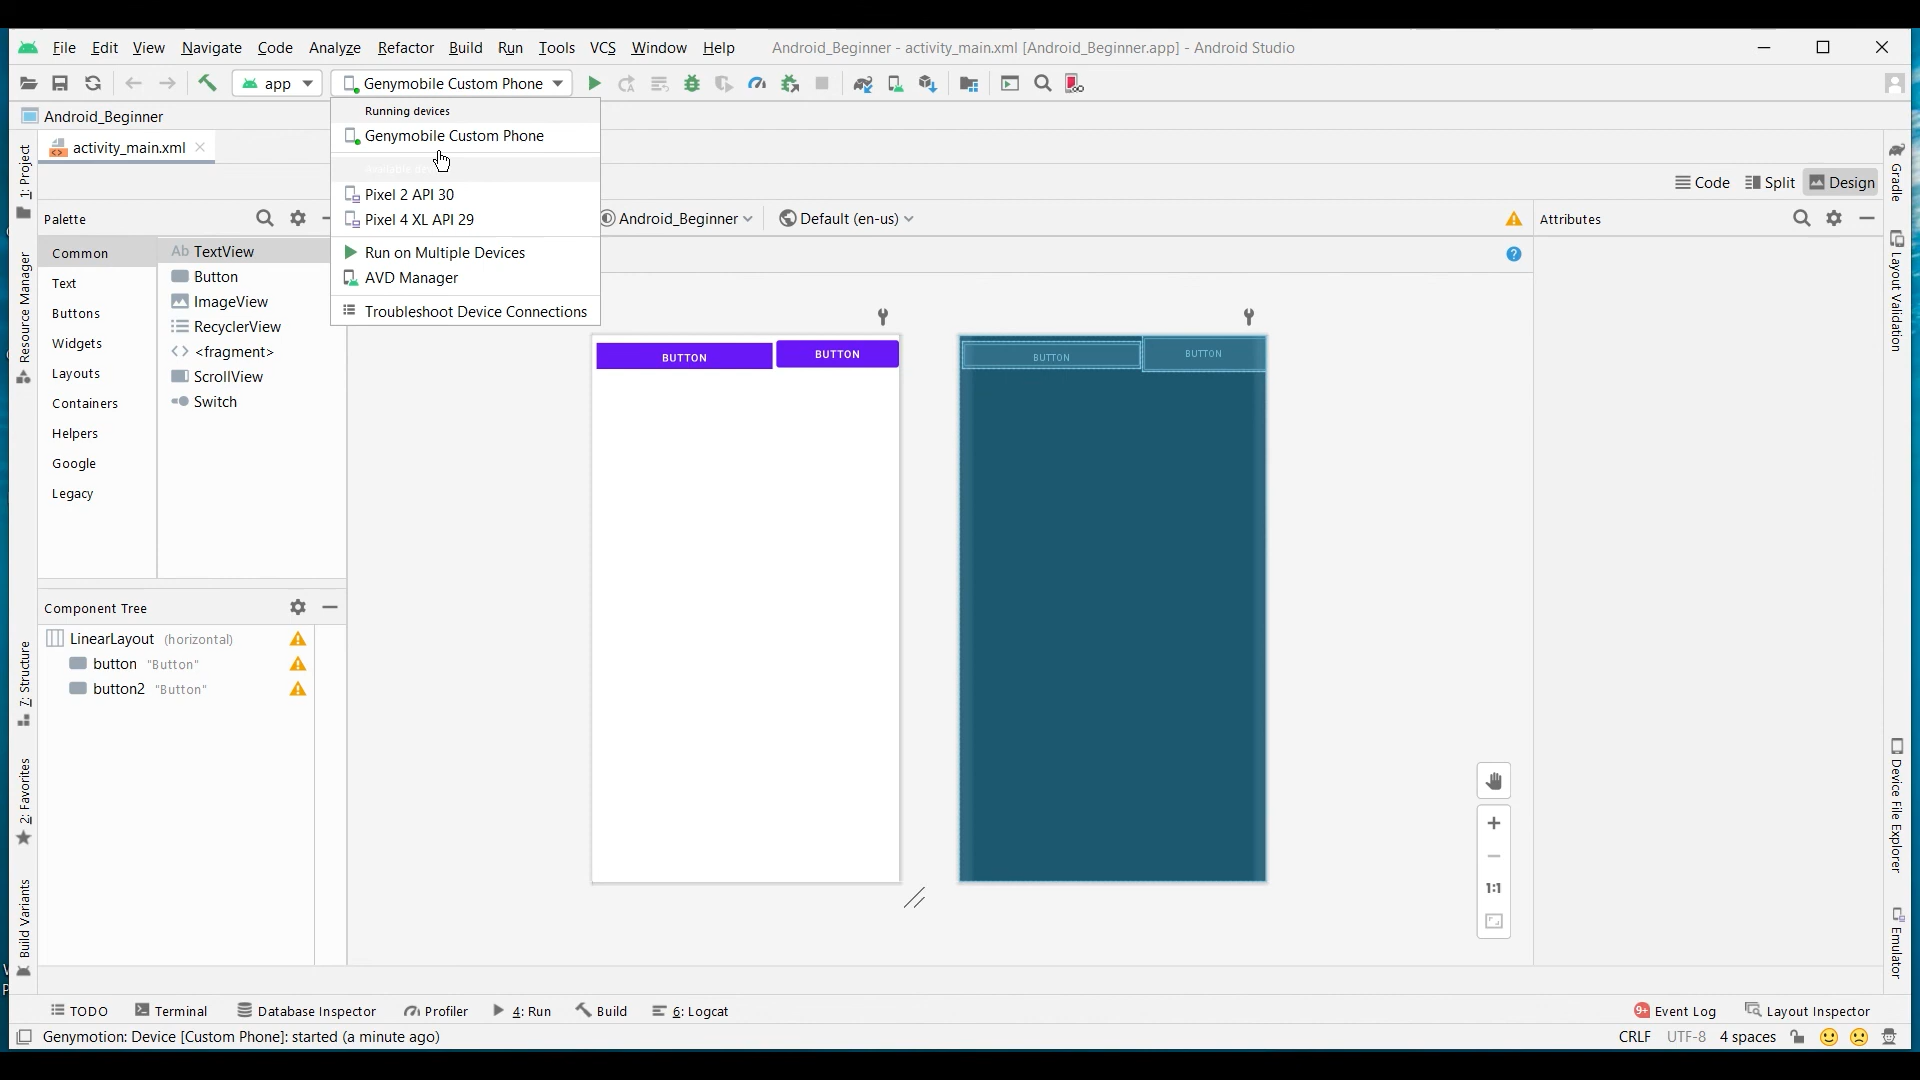 File Edit View Navigate Code Analyze Refactor Build Run Tools VCS Window Help Android_Beginner - activity_main.xml [Android_Beginner.app] - Android Studio
app Genymobile Custom Phone
Running devices
Android_Beginner
Genymobile Custom Phone
activity_main.xml
Pixel 2 API 30
Pixel 4 XL API 29
Run on Multiple Devices
AVD Manager
Troubleshoot Device Connections
Code Split Design
Palette
Android_Beginner Default (en-us)
Attributes
Common
Text
Buttons
Widgets
Layouts
Containers
Helpers
Google
Legacy
Ab TextView
Button
ImageView
RecyclerView
<fragment>
ScrollView
Switch
BUTTON BUTTON
BUTTON BUTTON
Component Tree
LinearLayout (horizontal)
button "Button"
button2 "Button"
1:1
1: Project
Resource Manager
7: Structure
2: Favorites
Build Variants
Gradle
Layout Validation
Device File Explorer
Emulator
TODO Terminal Database Inspector Profiler 4: Run Build 6: Logcat 9+ Event Log Layout Inspector
Genymotion: Device [Custom Phone]: started (a minute ago) CRLF UTF-8 4 spaces